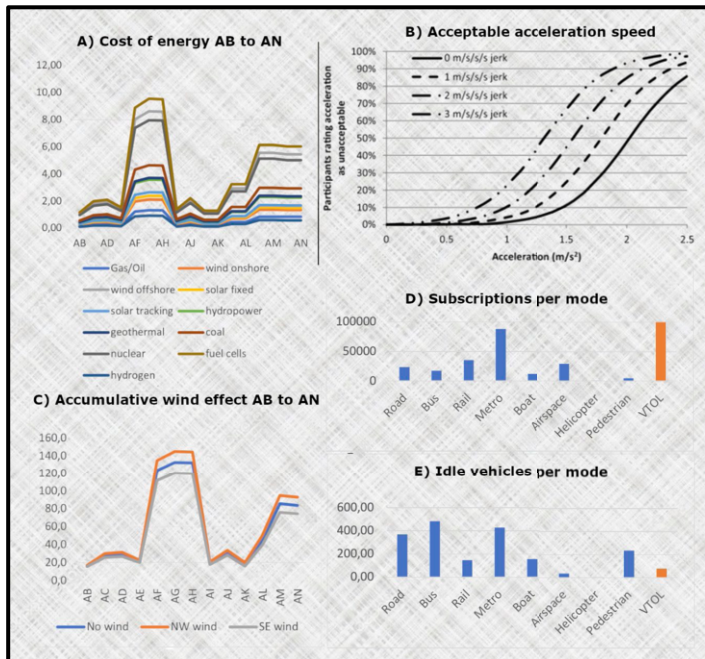 A) Cost of energy AB to AN
12,00
10,00
8,00
6,00
4,00
2,00
0,00
AB AD AF AH AJ AK AM AN
Gas/Oil wind onshore
wind offshore solar fixed
solar tracking hydropower
geothermal coal
nuclear fuel cells
hydrogen
B) Acceptable acceleration speed
Participants rating acceleration
as unacceptable
100%
90%
80%
70%
60%
50%
40%
30%
20%
10%
0%
0 m/s/s/s jerk
1 m/s/s/s jerk
2 m/s/s/s jerk
3 m/s/s/s jerk
0 0.5 1 1.5 2 2.5
Acceleration (m/s²)
C) Accumulative wind effect AB to AN
160,0
140,0
120,0
100,0
80,0
60,0
40,0
20,0
0,0
AB AC AD AE AF AG AH AI AJ AK AL AM AN
No wind NW wind SE wind
D) Subscriptions per mode
100000
50000
0
Road Bus Rail Metro Boat Airspace Helicopter Pedestrian VTOL
E) Idle vehicles per mode
600,00
400,00
200,00
0,00
Road Bus Rail Metro Boat Airspace Helicopter Pedestrian VTOL